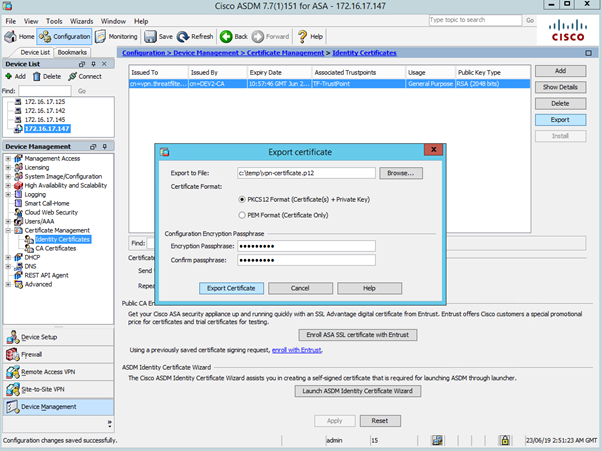 Cisco ASDM 7.7(1)151 for ASA - 172.16.17.147
File View Tools Wizards Window Help
Type topic to search Go
Home Configuration Monitoring Save Refresh Back Forward Help
CISCO
Device List Bookmarks
Device List
Add Delete Connect
Find: Go
172.16.17.125
172.16.17.142
172.16.17.145
172.16.17.147
Device Management
Management Access
Licensing
System Image/Configuration
High Availability and Scalability
Logging
Smart Call-Home
Cloud Web Security
Users/AAA
Certificate Management
Identity Certificates
CA Certificates
DHCP
DNS
REST API Agent
Advanced
Device Setup
Firewall
Remote Access VPN
Site-to-Site VPN
Device Management
Configuration > Device Management > Certificate Management > Identity Certificates
Issued To Issued By Expiry Date Associated Trustpoints Usage Public Key Type
cn=vpn.threatfilte... cn=DEV2-CA 10:57:46 GMT Jun 2... TF-TrustPoint General Purpose RSA (2048 bits)
Add
Show Details
Delete
Export
Install
Export certificate
Export to File: c:\temp\vpn-certificate.p12 Browse...
Certificate Format:
PKCS12 Format (Certificate(s) + Private Key)
PEM Format (Certificate Only)
Configuration Encryption Passphrase
Encryption Passphrase: •••••••••
Confirm passphrase: •••••••••
Export Certificate Cancel Help
Find:
Certificate
Send
Repea
Public CA En
Get your Cisco ASA security appliance up and running quickly with an SSL Advantage digital certificate from Entrust. Entrust offers Cisco customers a special promotional
price for certificates and trial certificates for testing.
Enroll ASA SSL certificate with Entrust
Using a previously saved certificate signing request, enroll with Entrust.
ASDM Identity Certificate Wizard
The Cisco ASDM Identity Certificate Wizard assists you in creating a self-signed certificate that is required for launching ASDM through launcher.
Launch ASDM Identity Certificate Wizard
Apply Reset
Configuration changes saved successfully. admin 15 23/06/19 2:51:23 AM GMT